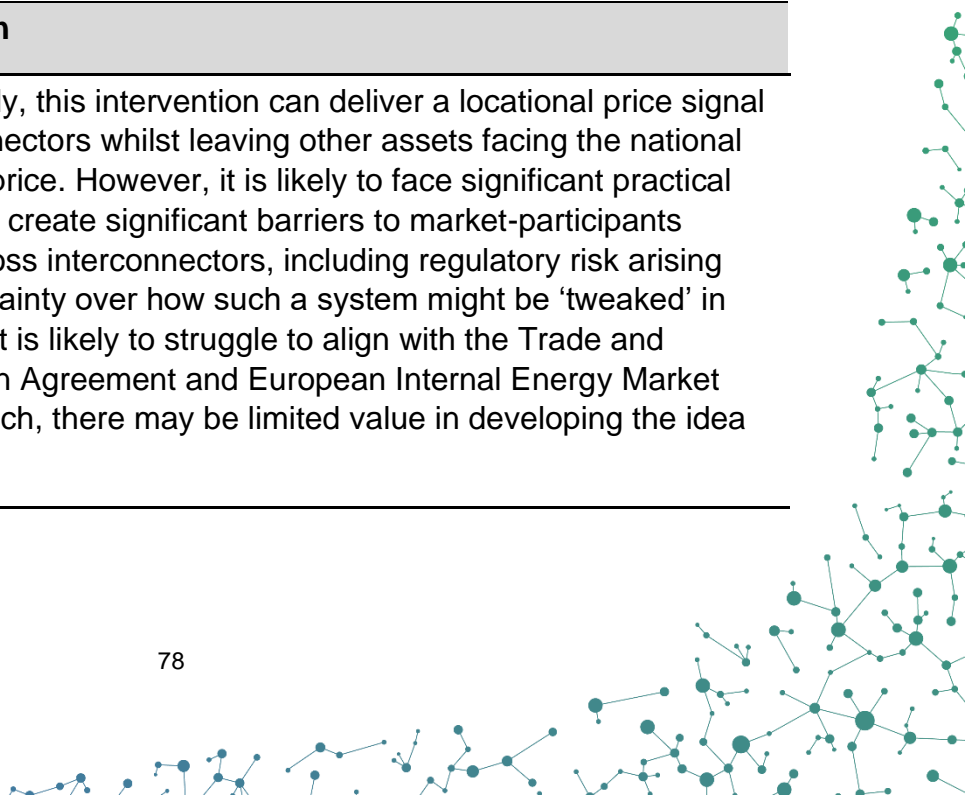 n
ly, this intervention can deliver a locational price signal
nectors whilst leaving other assets facing the national
price. However, it is likely to face significant practical
create significant barriers to market-participants
oss interconnectors, including regulatory risk arising
ainty over how such a system might be ‘tweaked’ in
t is likely to struggle to align with the Trade and
n Agreement and European Internal Energy Market
ch, there may be limited value in developing the idea
78